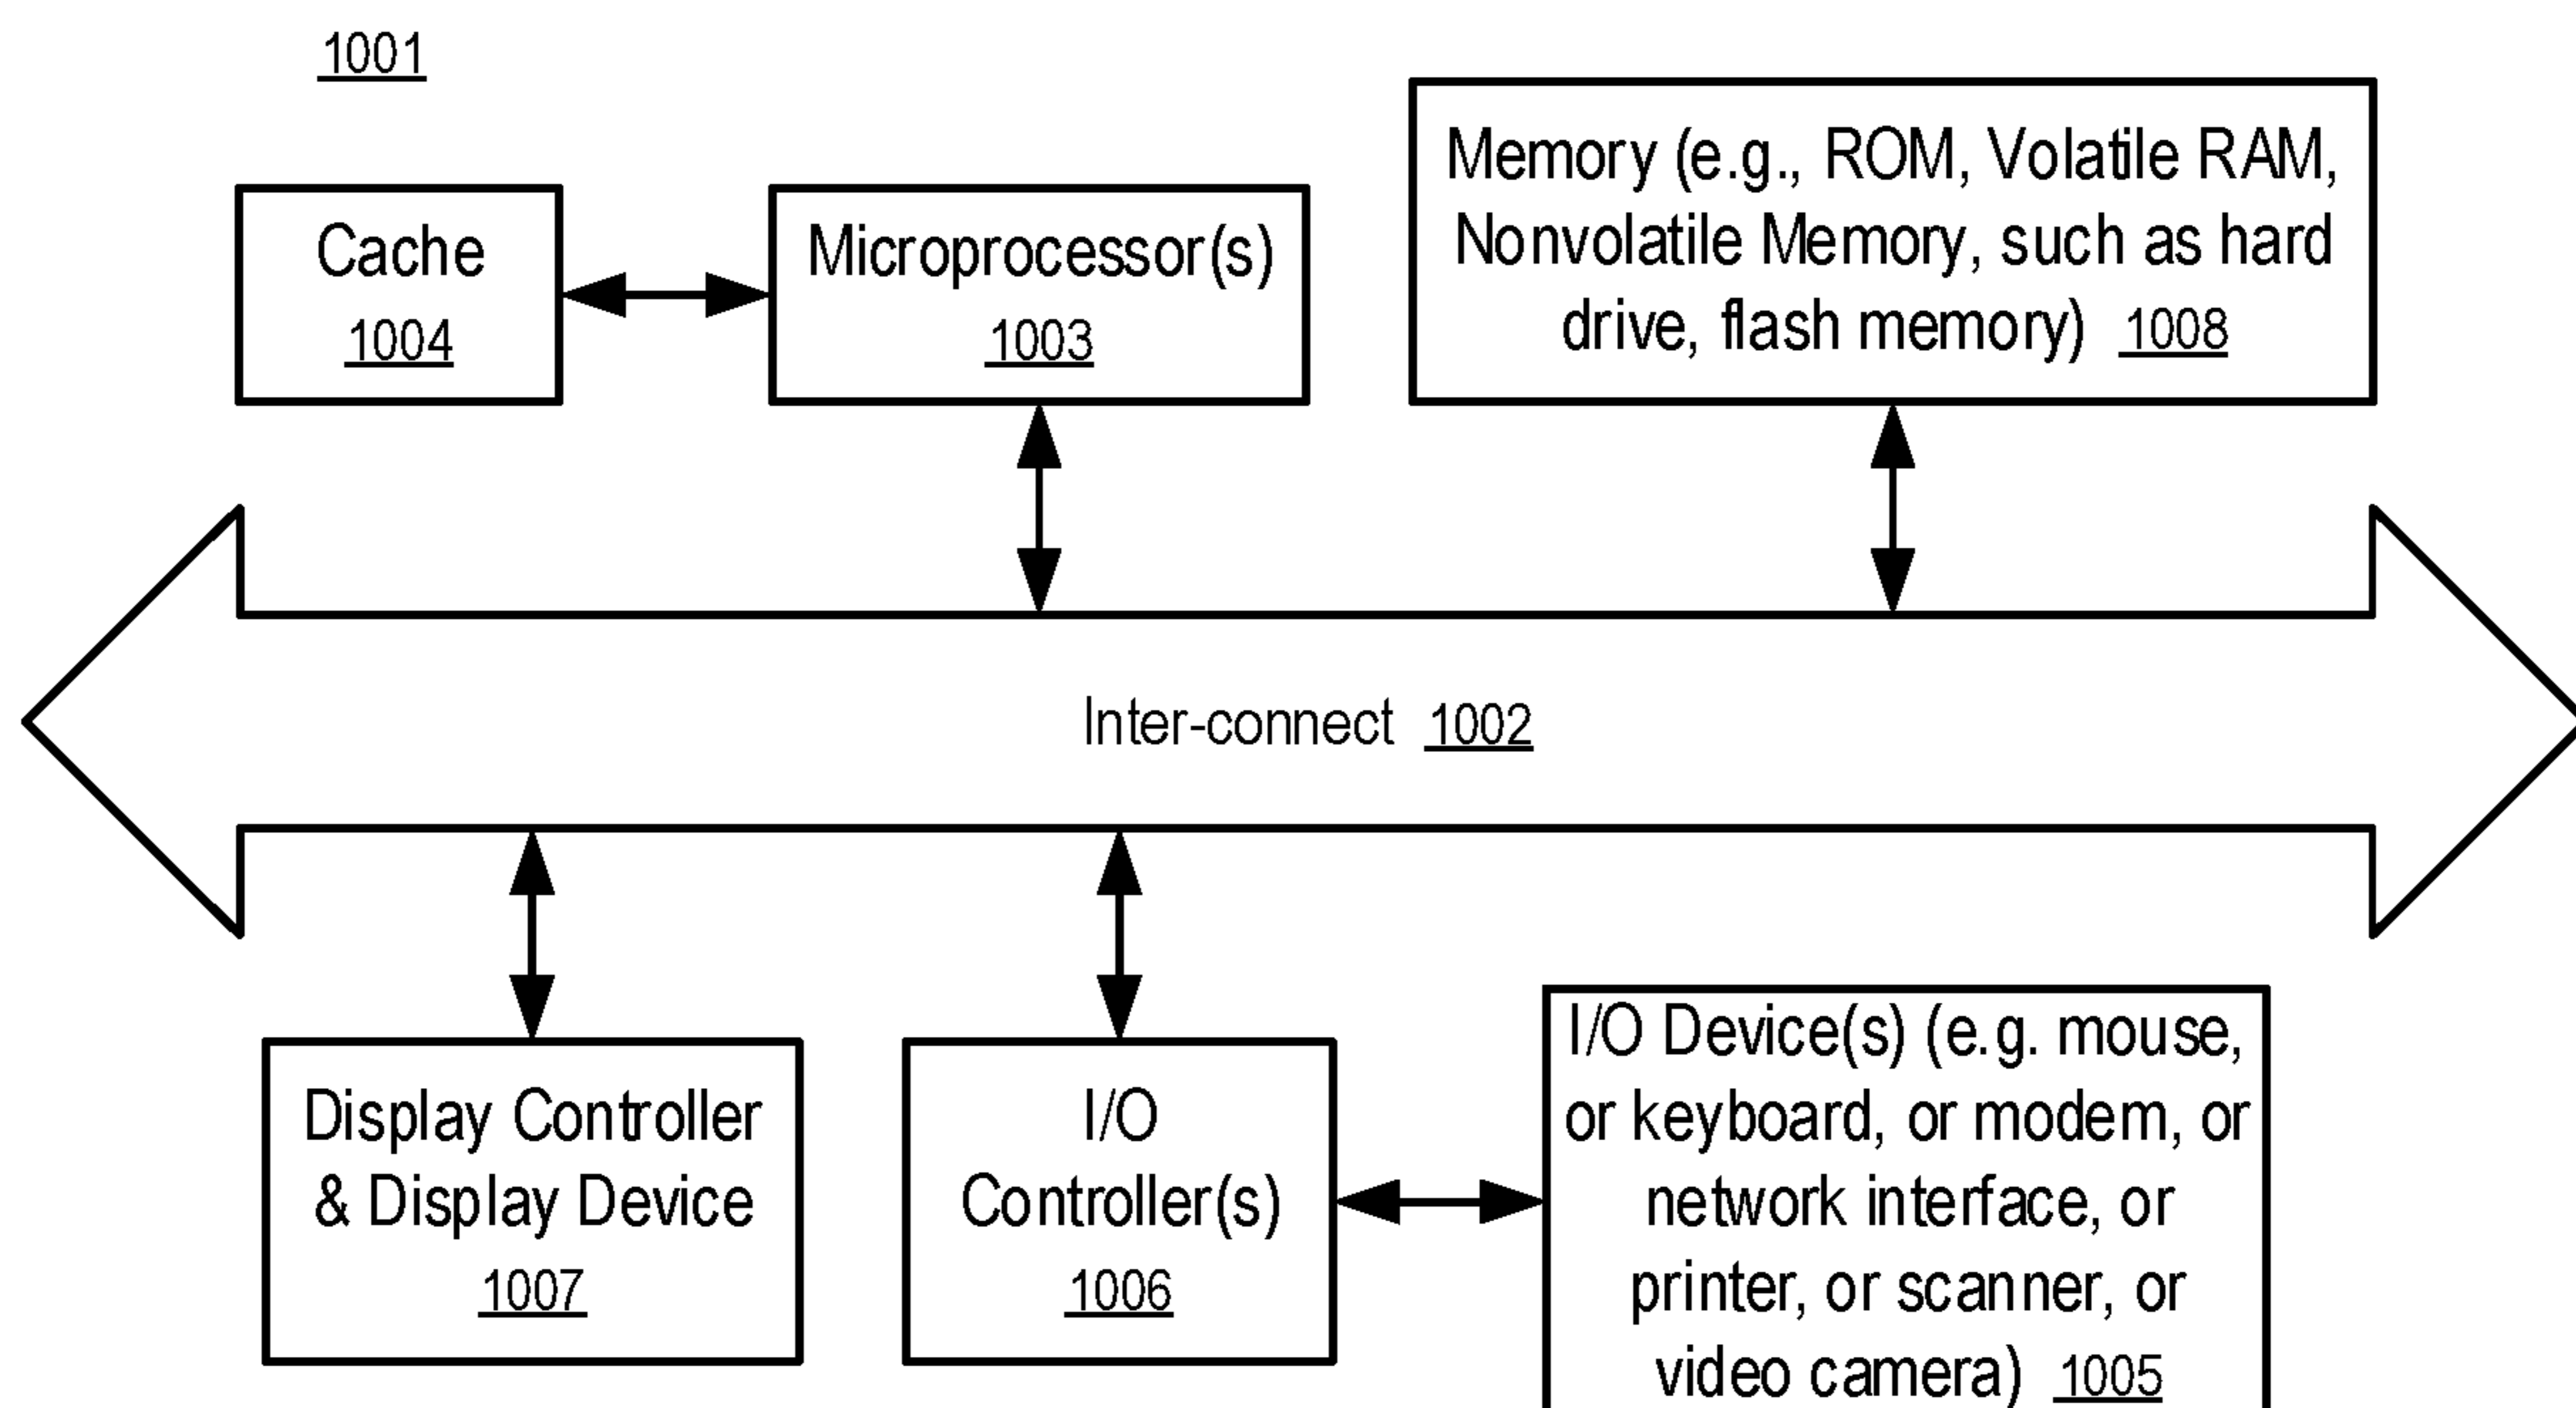 1001
Cache
1004
Microprocessor(s)
1003
Memory (e.g., ROM, Volatile RAM,
Nonvolatile Memory, such as hard
drive, flash memory) 1008
Inter-connect 1002
Display Controller
& Display Device
1007
I/O
Controller(s)
1006
I/O Device(s) (e.g. mouse,
or keyboard, or modem, or
network interface, or
printer, or scanner, or
video camera) 1005